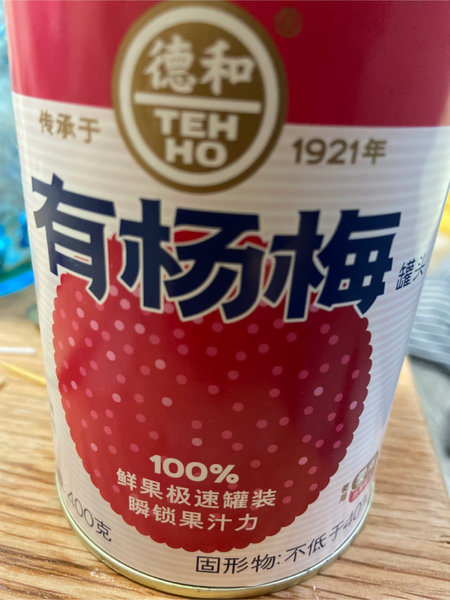 德和
TEH
HO
®
传承于
1921年
有杨梅
罐头
100%
鲜果极速罐装
瞬锁果汁力
400克
固形物:不低于40%